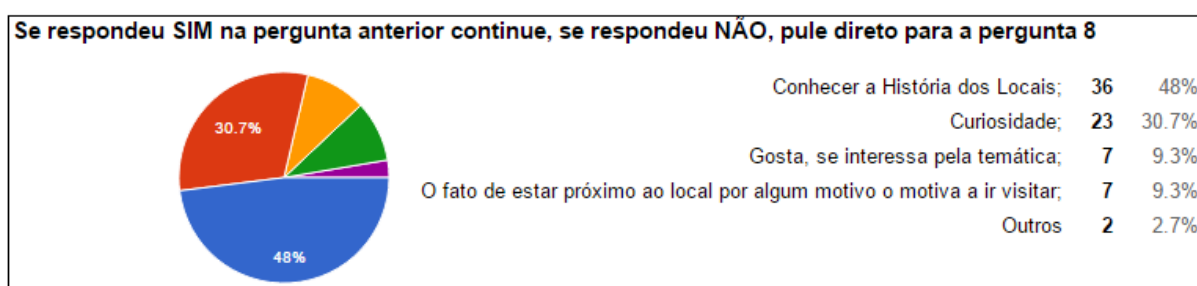 Se respondeu SIM na pergunta anterior continue, se respondeu NÃO, pule direto para a pergunta 8
30.7%
48%
Conhecer a História dos Locais; 36 48%
Curiosidade; 23 30.7%
Gosta, se interessa pela temática; 7 9.3%
O fato de estar próximo ao local por algum motivo o motiva a ir visitar; 7 9.3%
Outros 2 2.7%